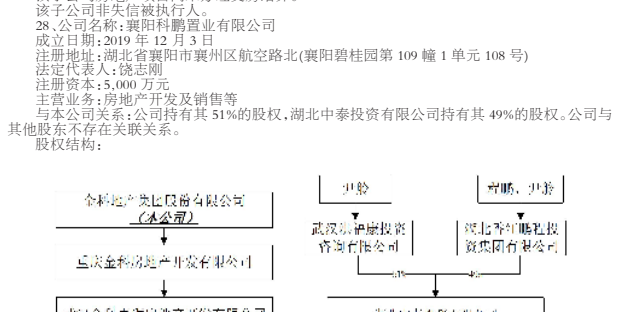 该子公司非失信被执行人。
28、公司名称:襄阳科鹏置业有限公司
成立日期:2019 年 12 月 3 日
注册地址:湖北省襄阳市襄州区航空路北(襄阳碧桂园第 109 幢 1 单元 108 号)
法定代表人:饶志刚
注册资本:5,000 万元
主营业务:房地产开发及销售等
与本公司关系:公司持有其 51%的股权,湖北中泰投资有限公司持有其 49%的股权。公司与
其他股东不存在关联关系。
股权结构:
金科地产集团股份有限公司
(本公司)
重庆金科房地产开发有限公司
武汉 康投资
咨询有限公司
湖北香江鹏程投
资集团有限公司